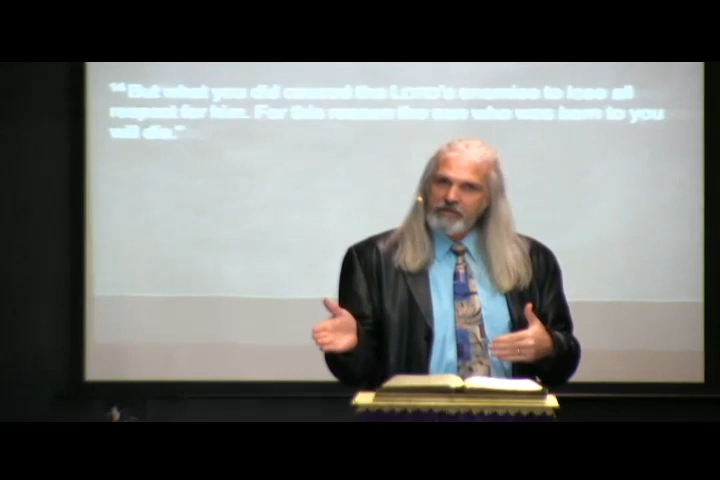 ¹⁴ But what you did caused the LORD's enemies to lose all
respect for him. For this reason the son who was born to you
will die."